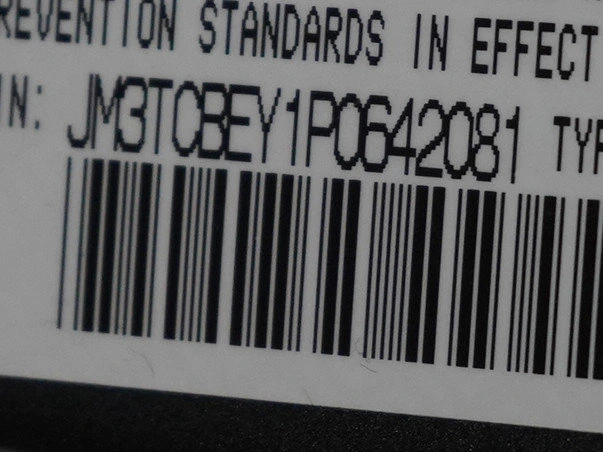 REVENTION STANDARDS IN EFFECT
IN: JM3TCBEY1P0642081 TYP